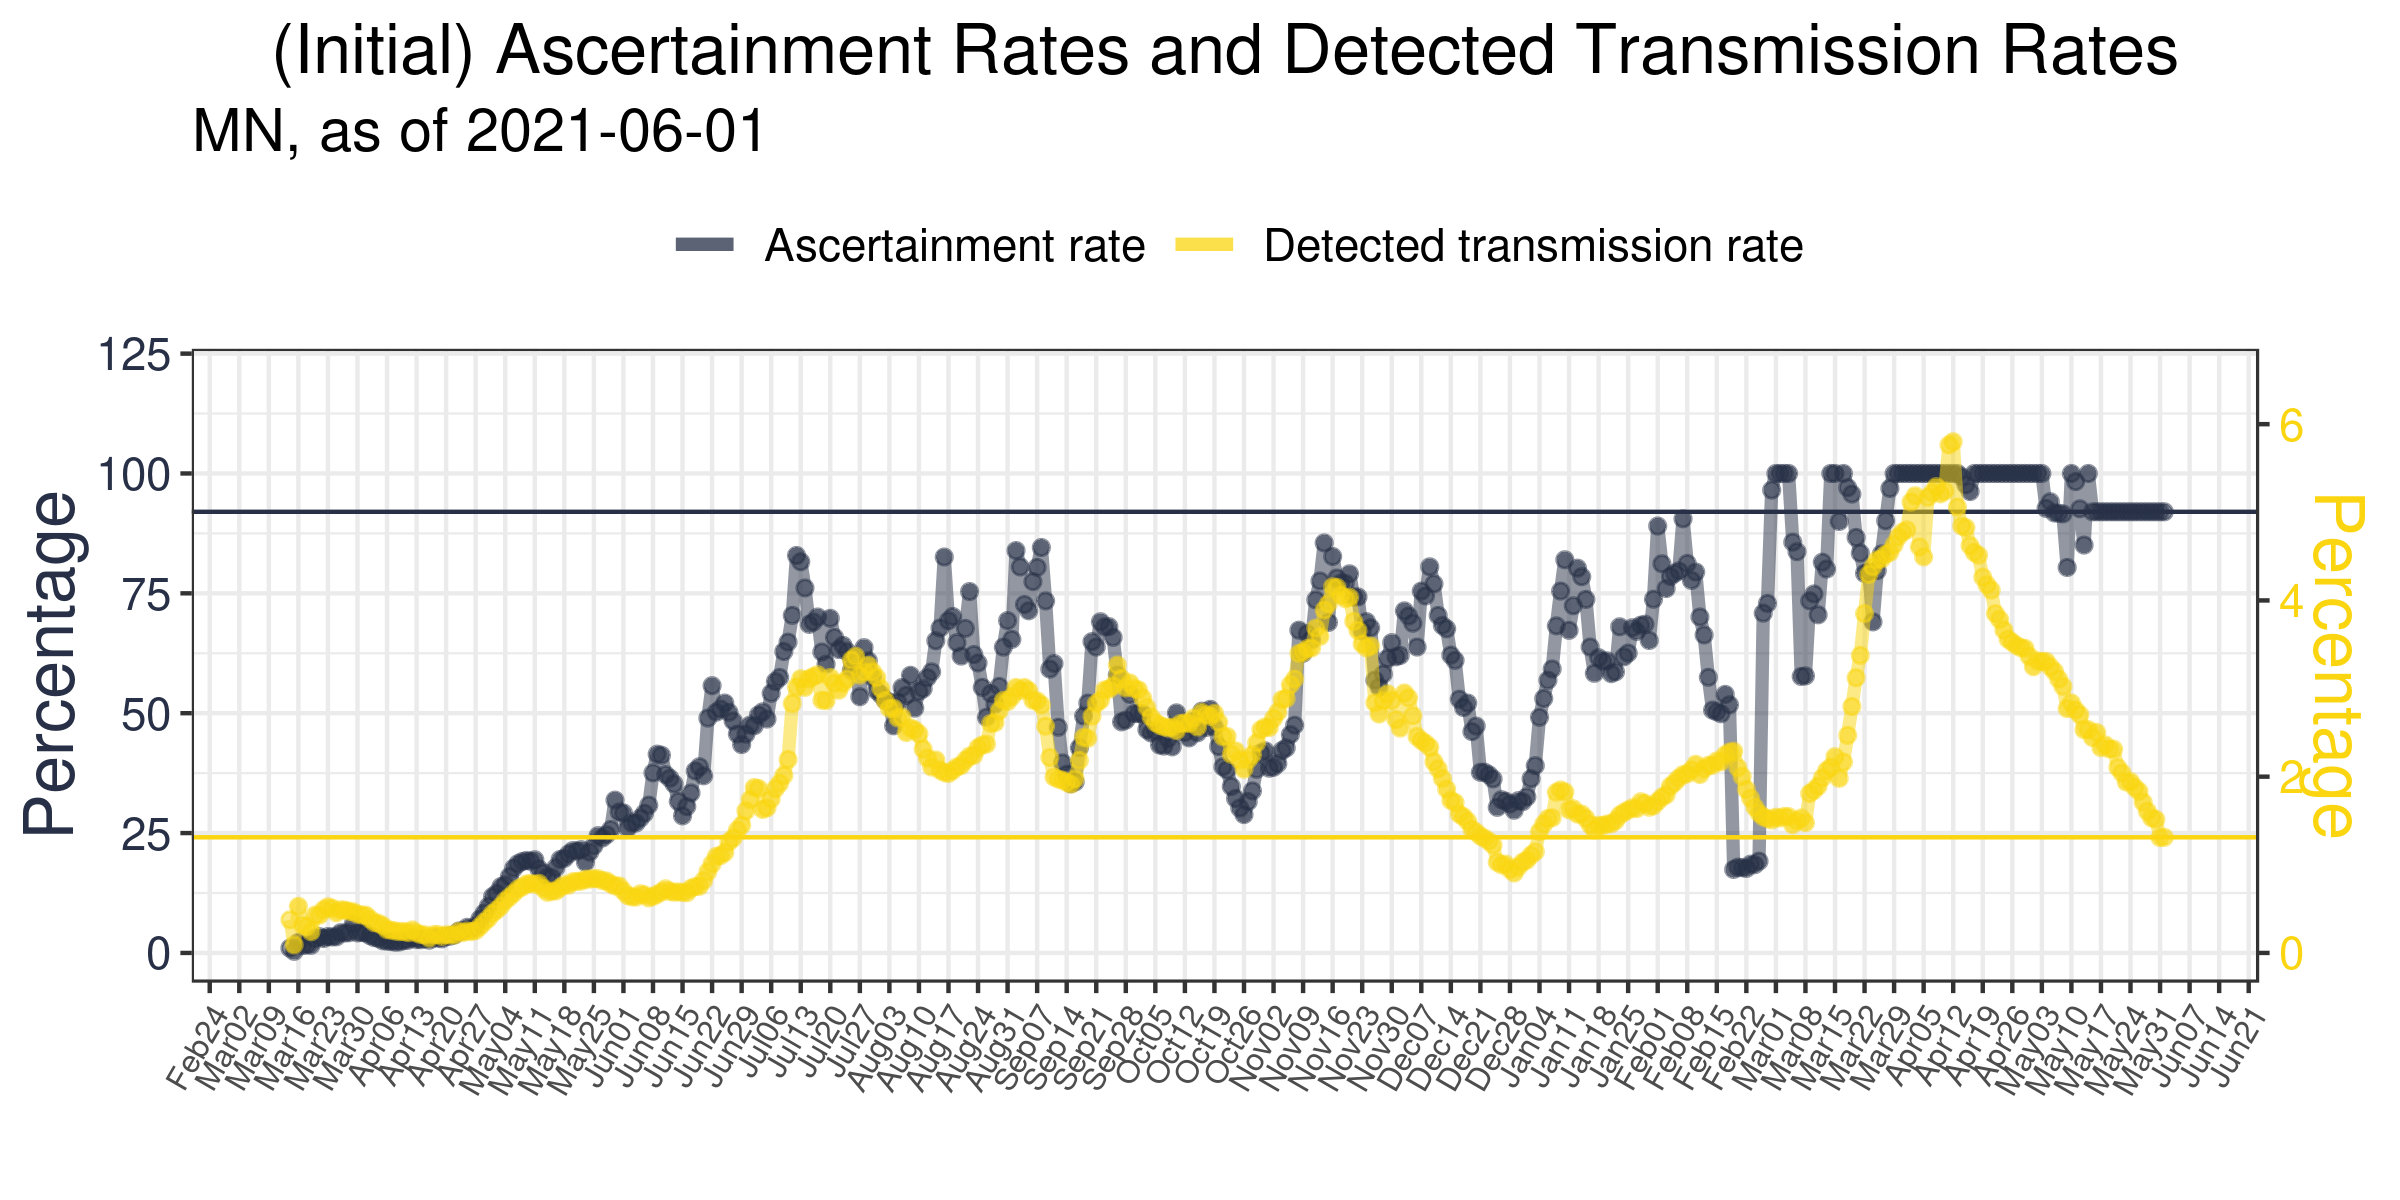 (Initial) Ascertainment Rates and Detected Transmission Rates
MN, as of 2021-06-01
Ascertainment rate Detected transmission rate
125
100
75
50
25
0
Percentage
6
4
2
0
Percentage
Feb24 Mar02 Mar09 Mar16 Mar23 Mar30 Apr06 Apr13 Apr20 Apr27 May04 May11 May18 May25 Jun01 Jun08 Jun15 Jun22 Jun29 Jul06 Jul13 Jul20 Jul27 Aug03 Aug10 Aug17 Aug24 Aug31 Sep07 Sep14 Sep21 Sep28 Oct05 Oct12 Oct19 Oct26 Nov02 Nov09 Nov16 Nov23 Nov30 Dec07 Dec14 Dec21 Dec28 Jan04 Jan11 Jan18 Jan25 Feb01 Feb08 Feb15 Feb22 Mar01 Mar08 Mar15 Mar22 Mar29 Apr05 Apr12 Apr19 Apr26 May03 May10 May17 May24 May31 Jun07 Jun14 Jun21